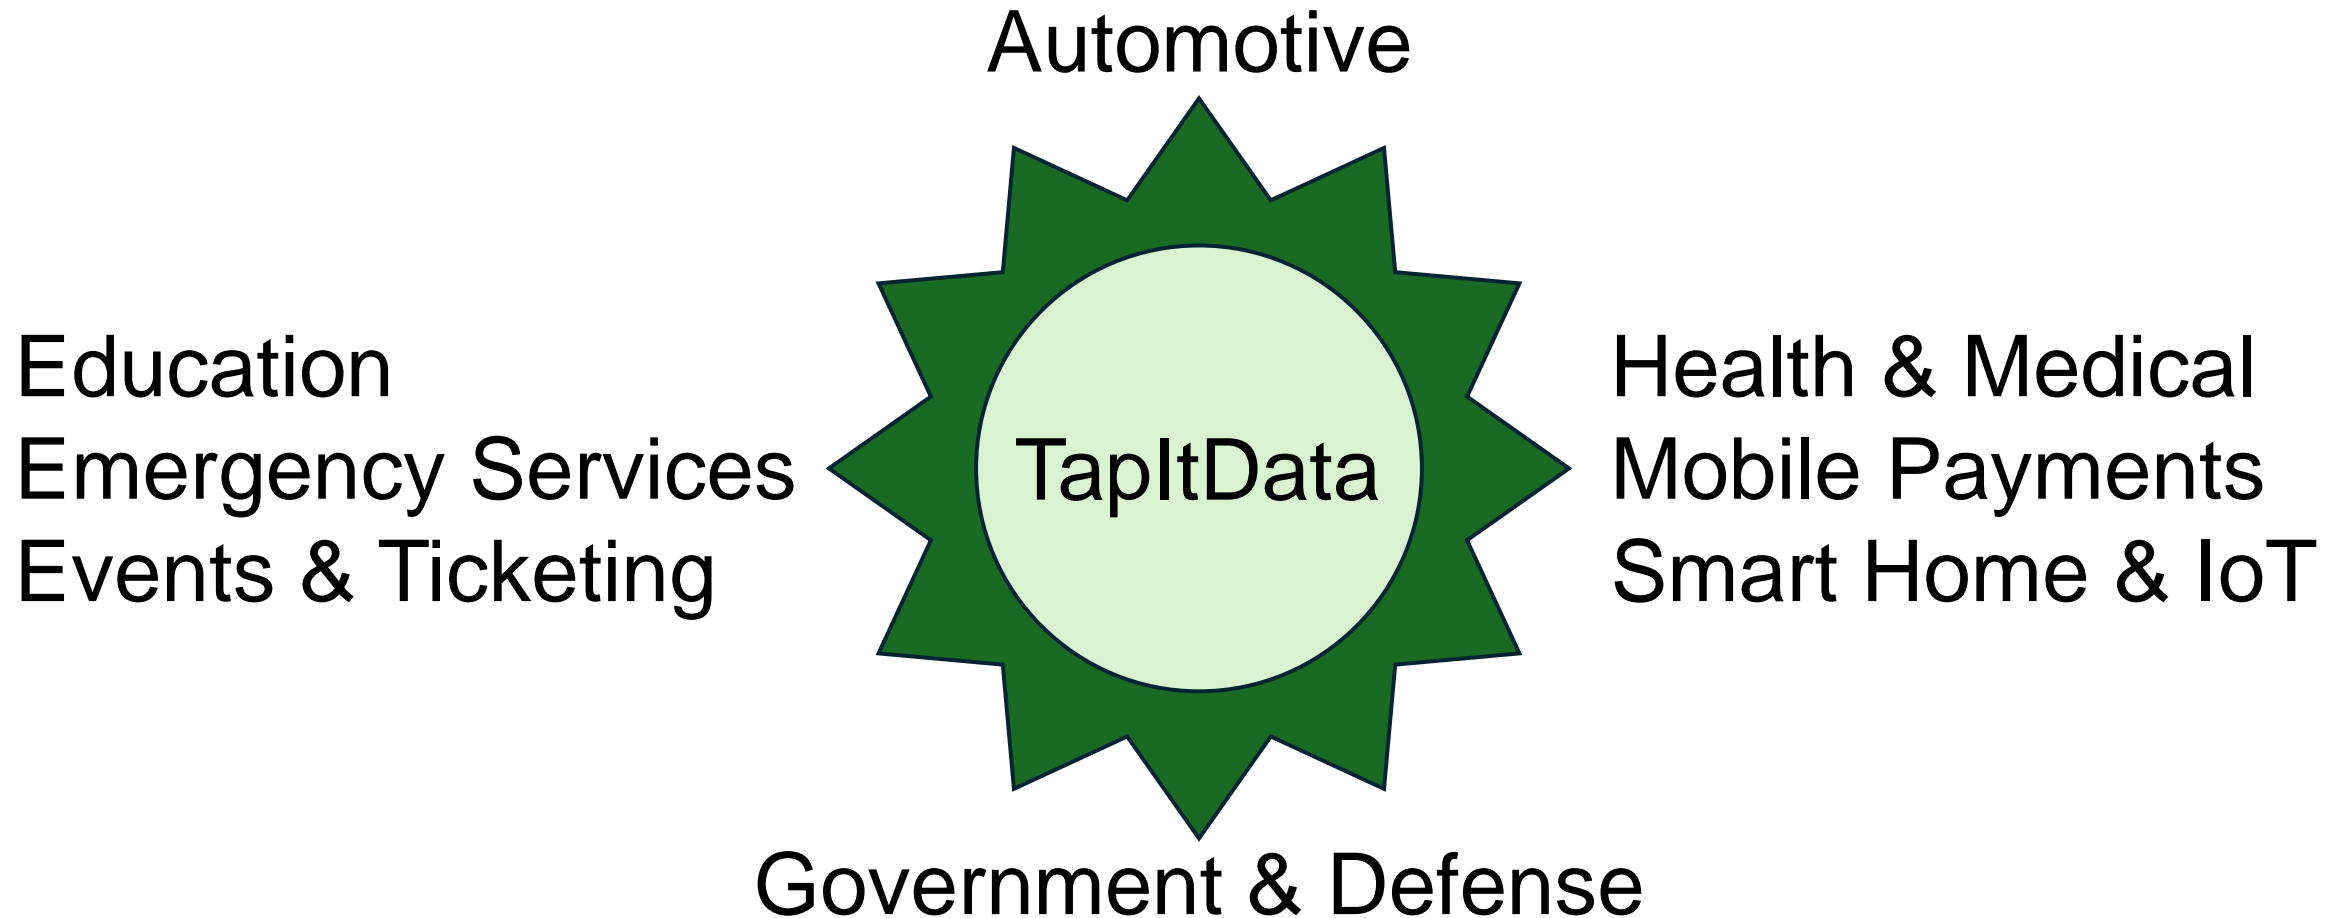 Automotive
Education
Emergency Services
Events & Ticketing
TapItData
Health & Medical
Mobile Payments
Smart Home & IoT
Government & Defense